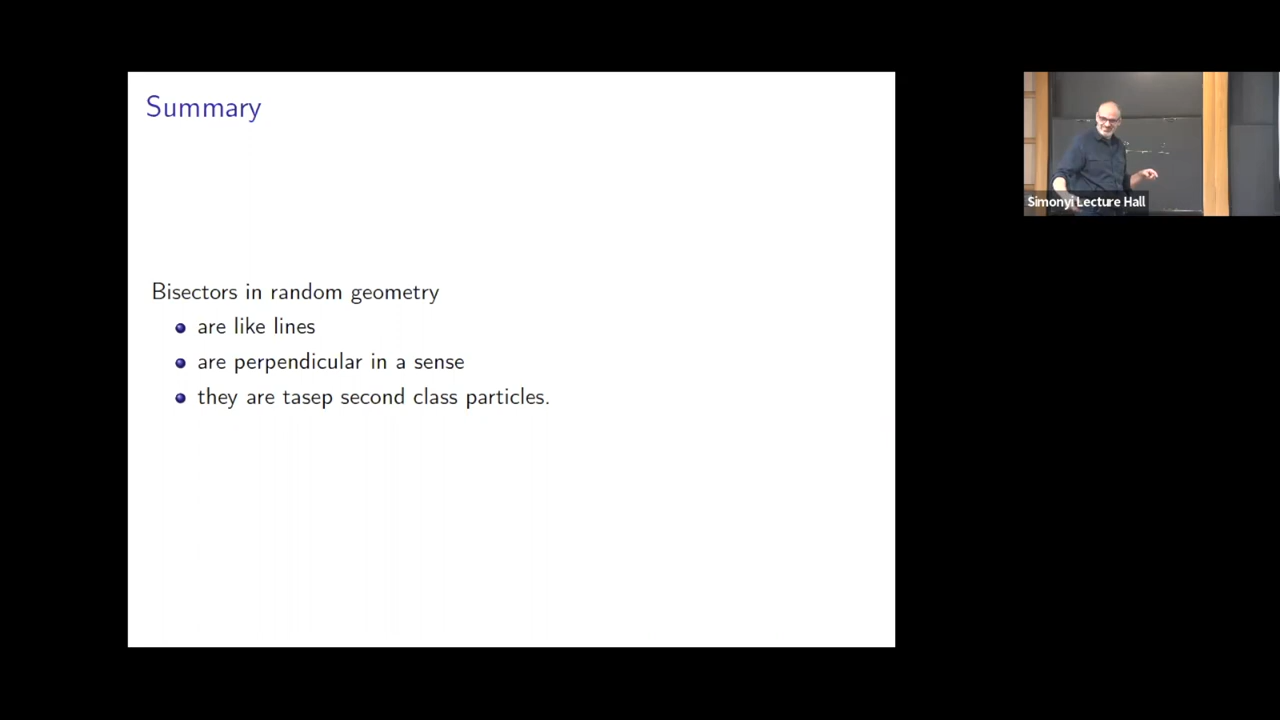 Summary
Bisectors in random geometry
are like lines
are perpendicular in a sense
they are tasep second class particles.
Simonyi Lecture Hall